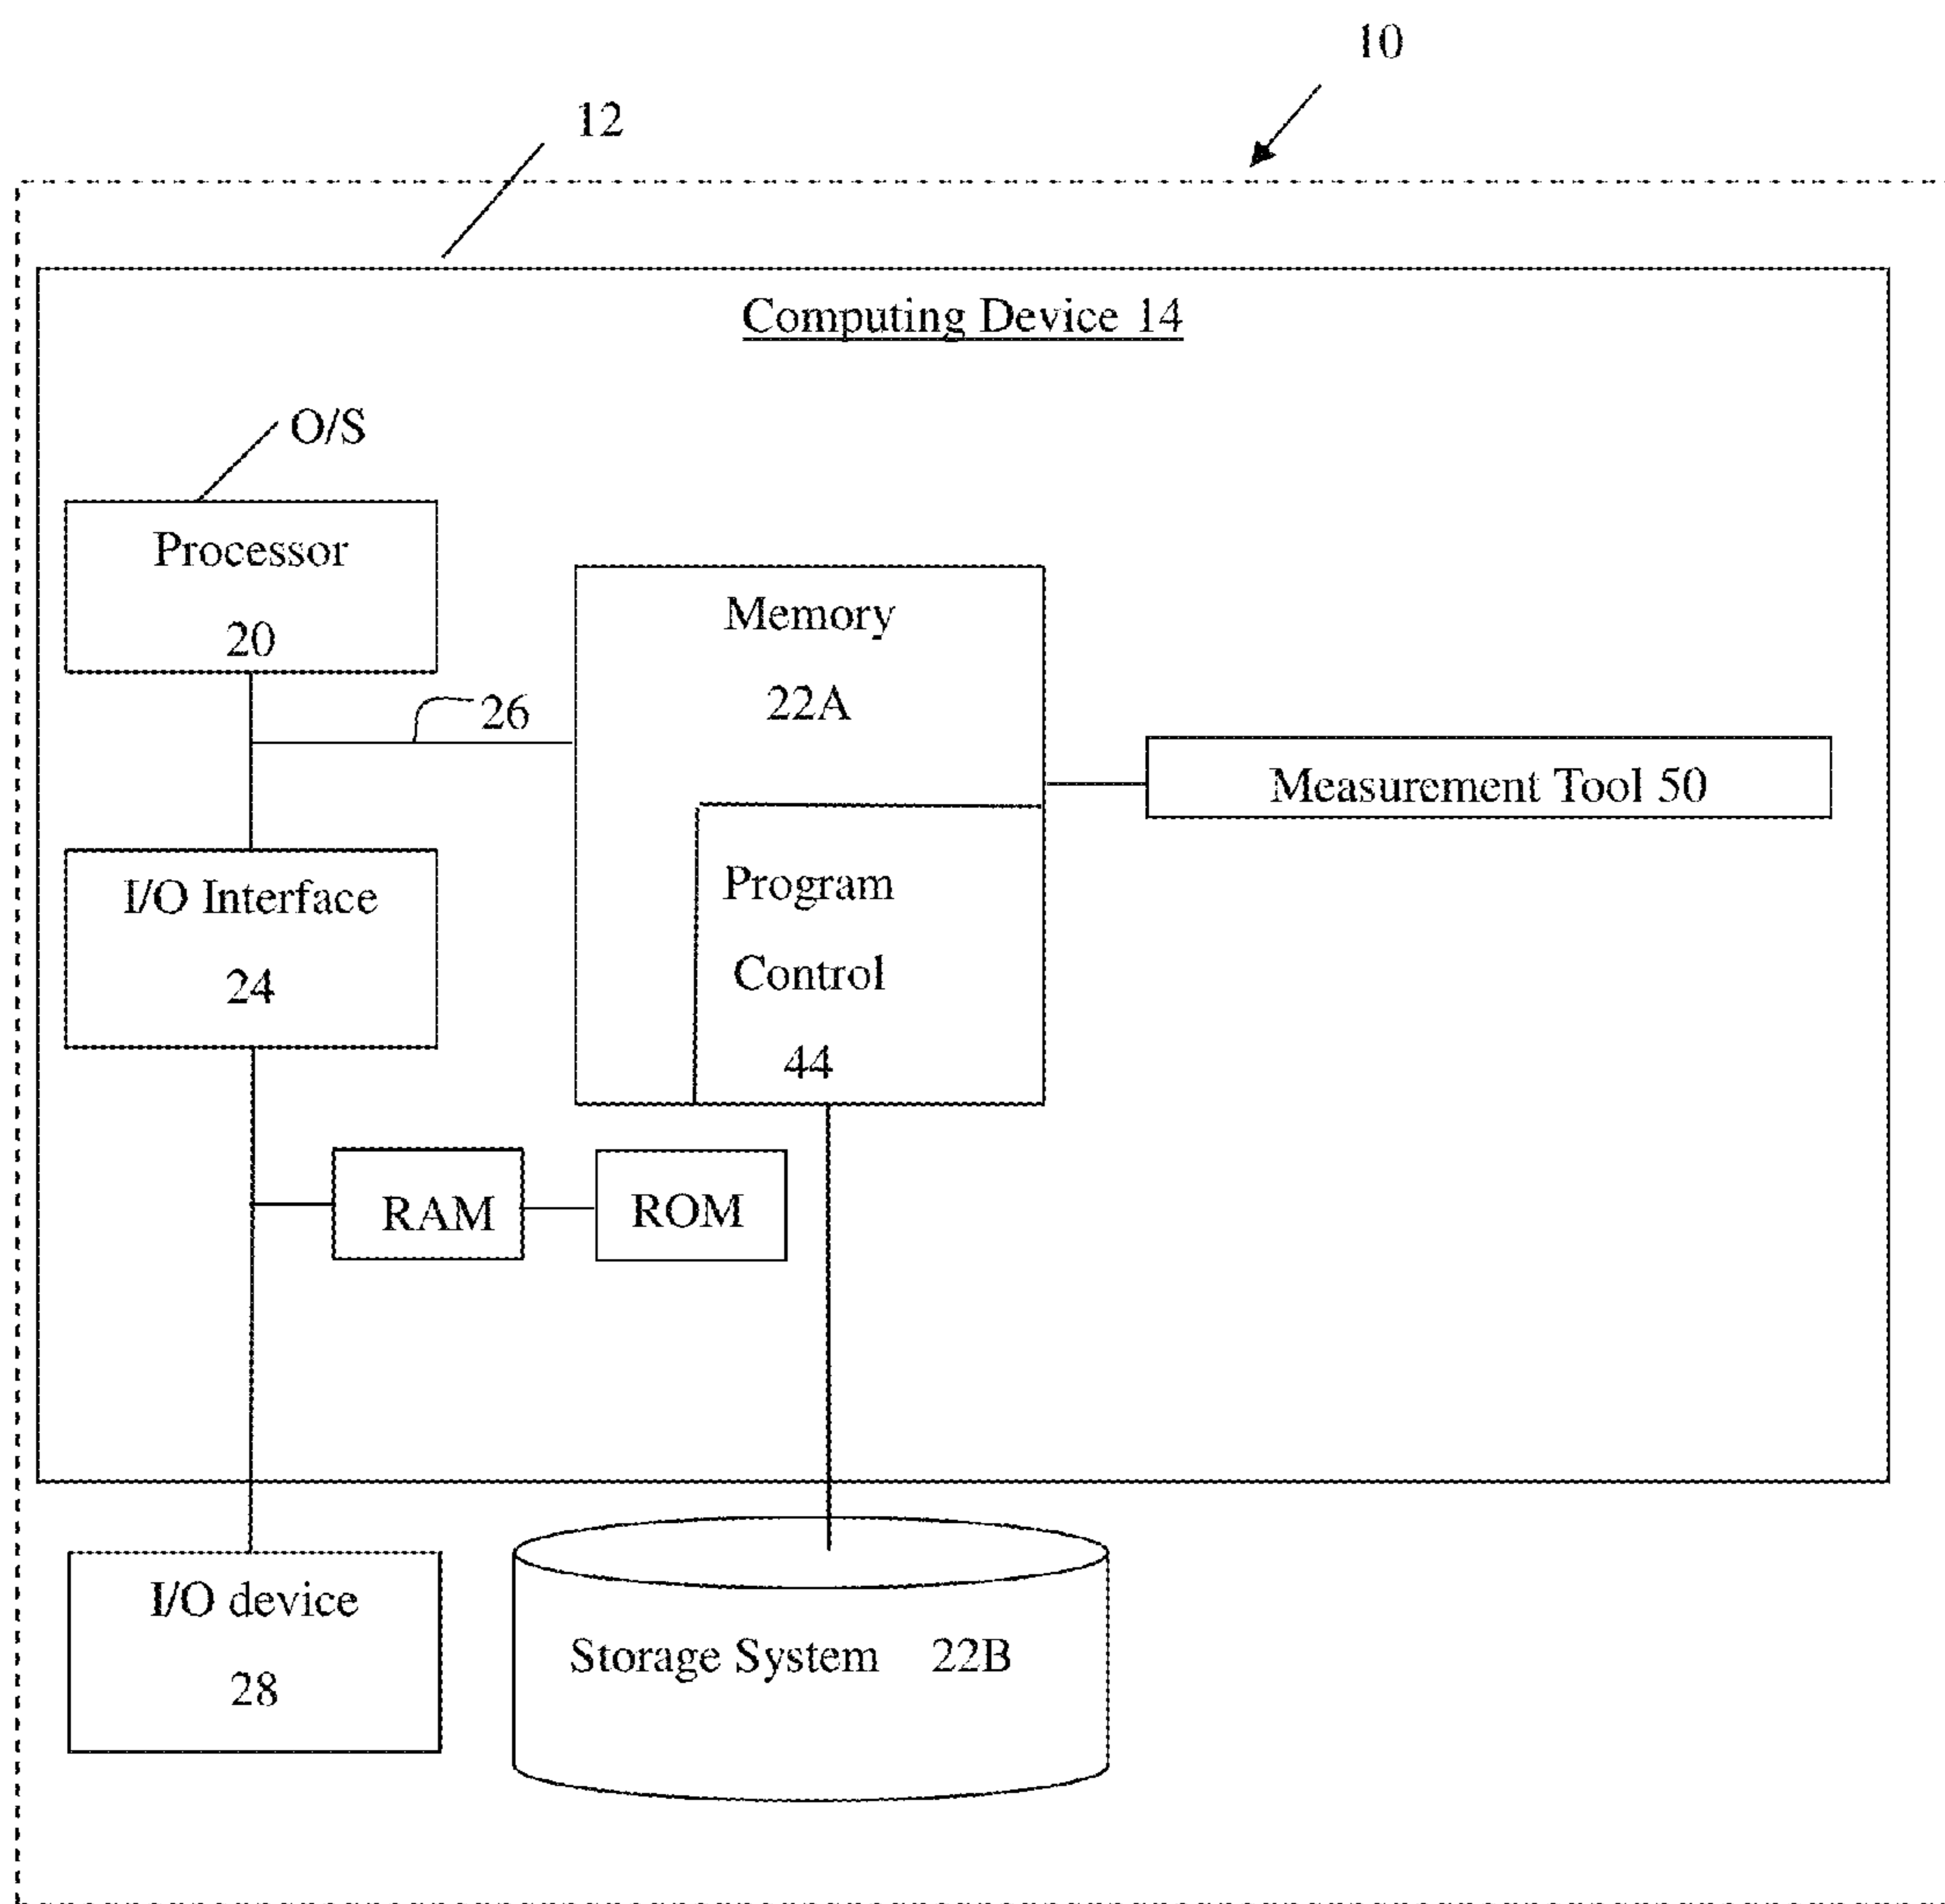 10
12
Computing Device 14
O/S
Processor
20
26
Memory
22A
Measurement Tool 50
I/O Interface
24
Program
Control
44
RAM
ROM
I/O device
28
Storage System 22B